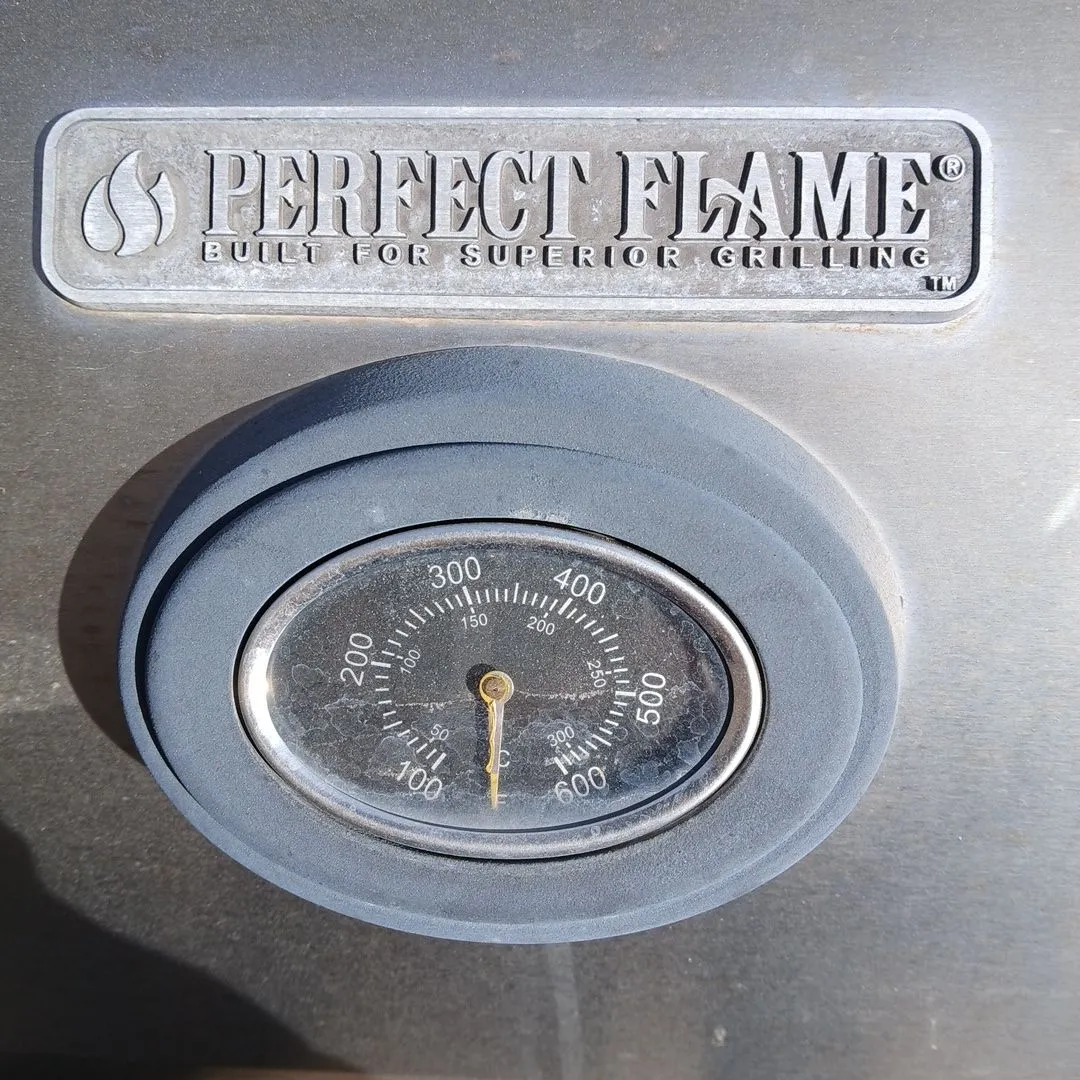 PERFECT FLAME®
BUILT FOR SUPERIOR GRILLING
TM
300 400
150 200
200 100 250 500
50 300
C
100 600